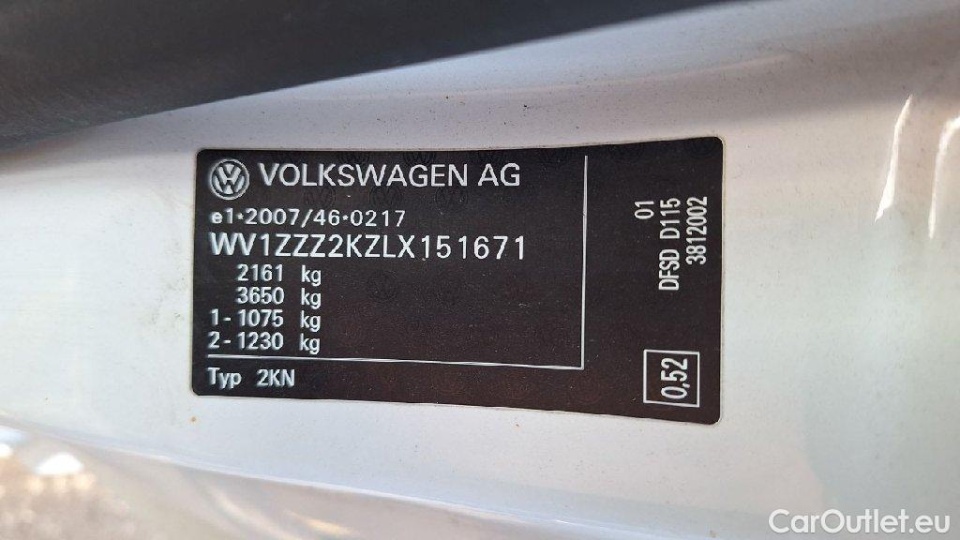 VOLKSWAGEN AG
e1*2007/46*0217
WV1ZZZ2KZLX151671
2161 kg
3650 kg
1-1075 kg
2-1230 kg
Typ 2KN
01
DFSD D115
3812002
0,52
CarOutlet.eu